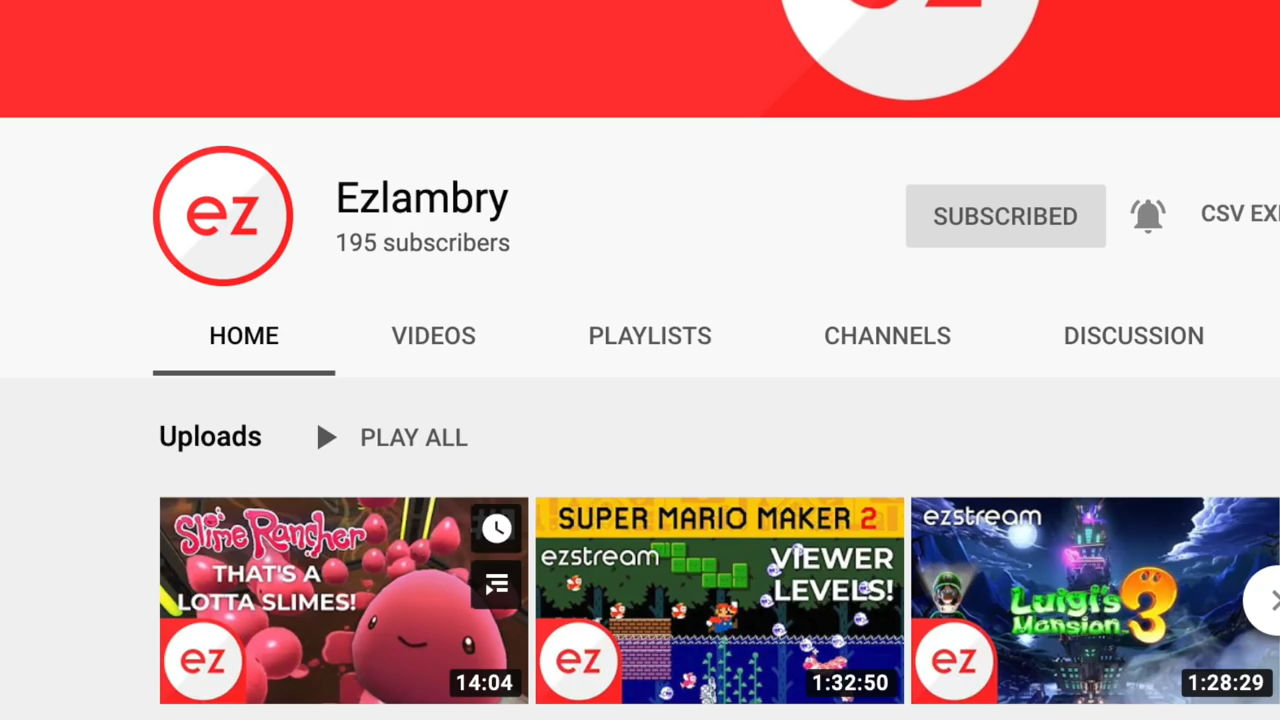 ez
ez
Ezlambry
195 subscribers
SUBSCRIBED
HOME
VIDEOS
PLAYLISTS
CHANNELS
DISCUSSION
Uploads
PLAY ALL
Slime Rancher
THAT'S A
LOTTA SLIMES!
ez
14:04
SUPER MARIO MAKER 2
ezstream
VIEWER
LEVELS!
ez
1:32:50
ezstream
Luigi's
Mansion 3
ez
1:28:29